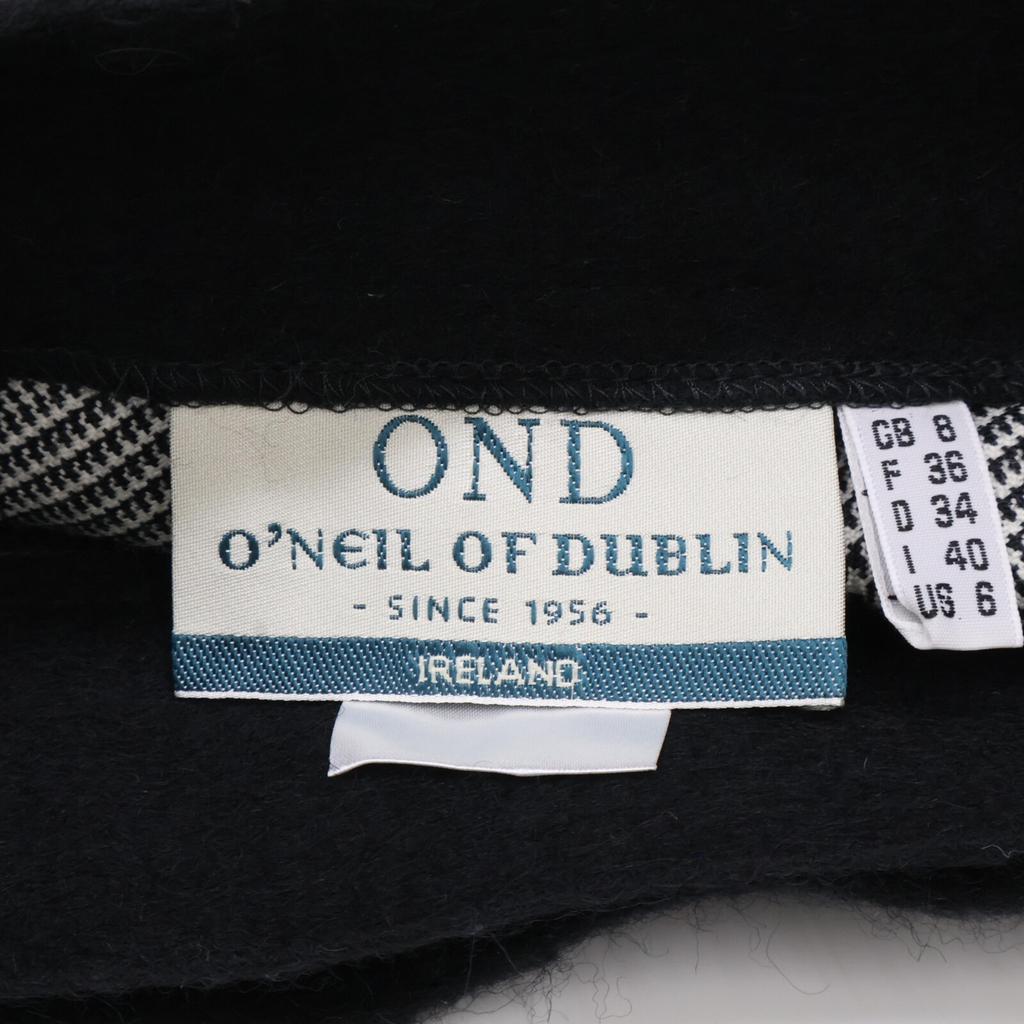 OND
O'NEIL OF DUBLIN
- SINCE 1956 -
IRELAND
GB 8
F 36
D 34
I 40
US 6